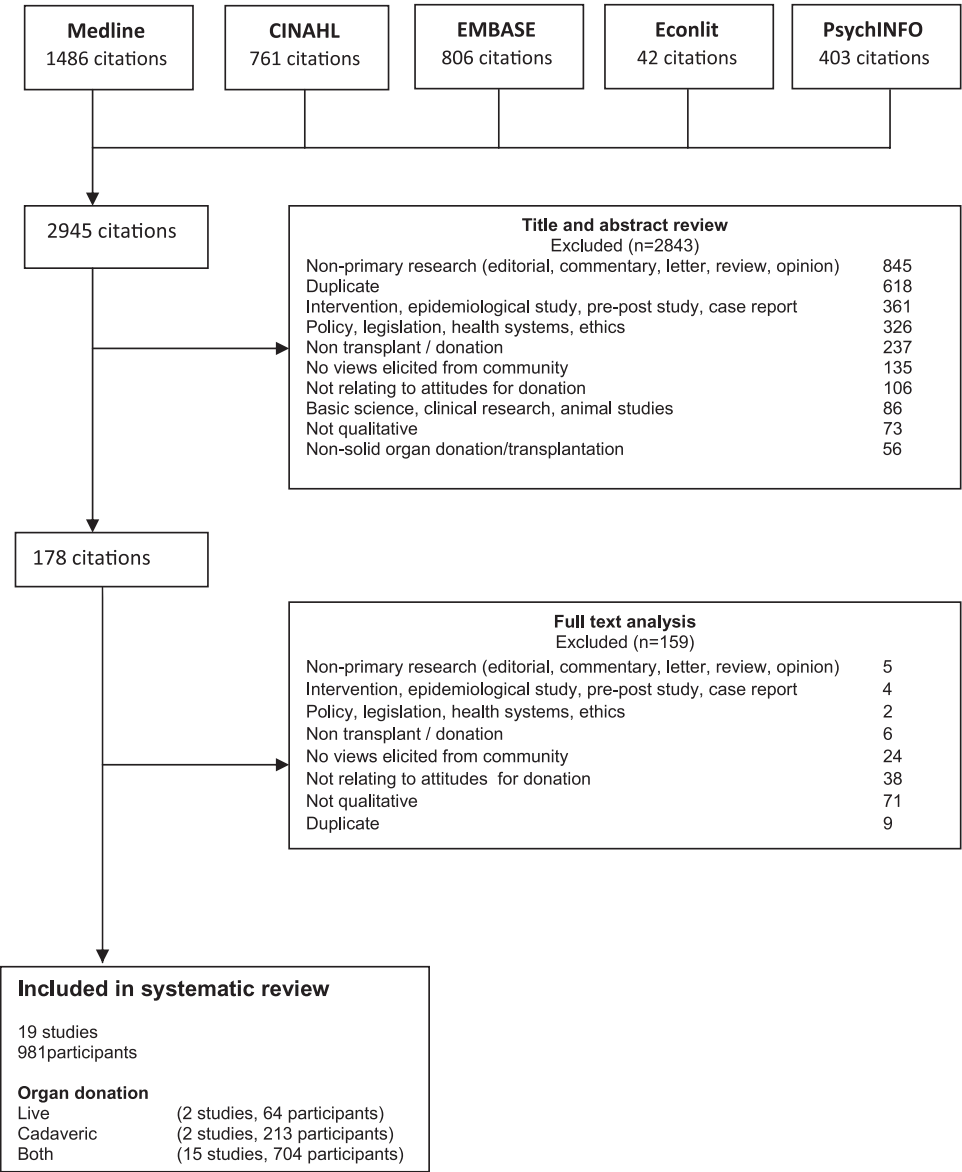 Medline
1486 citations
CINAHL
761 citations
EMBASE
806 citations
Econlit
42 citations
PsychINFO
403 citations
2945 citations
Title and abstract review
Excluded (n=2843)
Non-primary research (editorial, commentary, letter, review, opinion) 845
Duplicate 618
Intervention, epidemiological study, pre-post study, case report 361
Policy, legislation, health systems, ethics 326
Non transplant / donation 237
No views elicited from community 135
Not relating to attitudes for donation 106
Basic science, clinical research, animal studies 86
Not qualitative 73
Non-solid organ donation/transplantation 56
178 citations
Full text analysis
Excluded (n=159)
Non-primary research (editorial, commentary, letter, review, opinion) 5
Intervention, epidemiological study, pre-post study, case report 4
Policy, legislation, health systems, ethics 2
Non transplant / donation 6
No views elicited from community 24
Not relating to attitudes for donation 38
Not qualitative 71
Duplicate 9
Included in systematic review
19 studies
981participants
Organ donation
Live (2 studies, 64 participants)
Cadaveric (2 studies, 213 participants)
Both (15 studies, 704 participants)